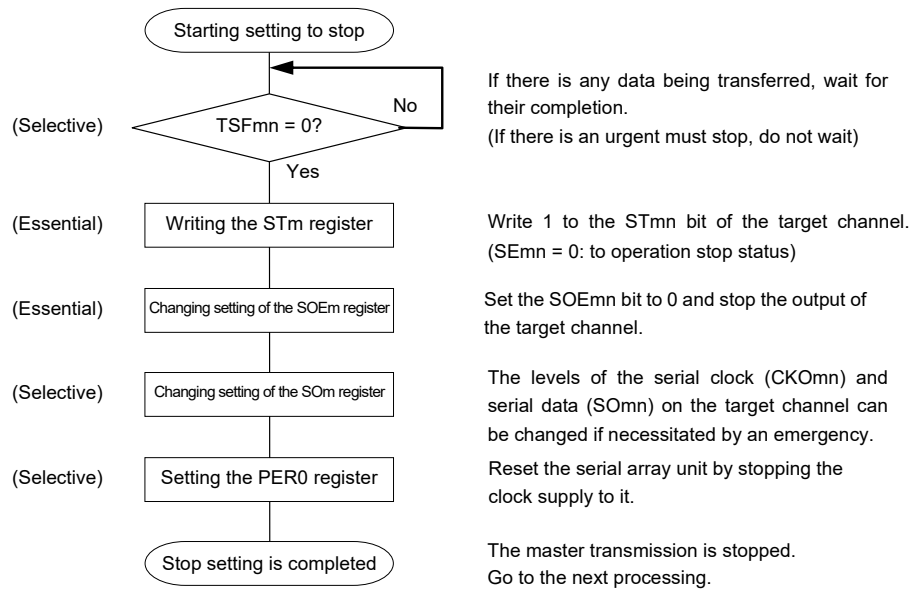 Starting setting to stop
No
If there is any data being transferred, wait for
their completion.
(If there is an urgent must stop, do not wait)
(Selective)
TSFmn = 0?
Yes
(Essential)
Writing the STm register
Write 1 to the STmn bit of the target channel.
(SEmn = 0: to operation stop status)
(Essential)
Changing setting of the SOEm register
Set the SOEmn bit to 0 and stop the output of
the target channel.
(Selective)
Changing setting of the SOm register
The levels of the serial clock (CKOmn) and
serial data (SOmn) on the target channel can
be changed if necessitated by an emergency.
(Selective)
Setting the PER0 register
Reset the serial array unit by stopping the
clock supply to it.
Stop setting is completed
The master transmission is stopped.
Go to the next processing.